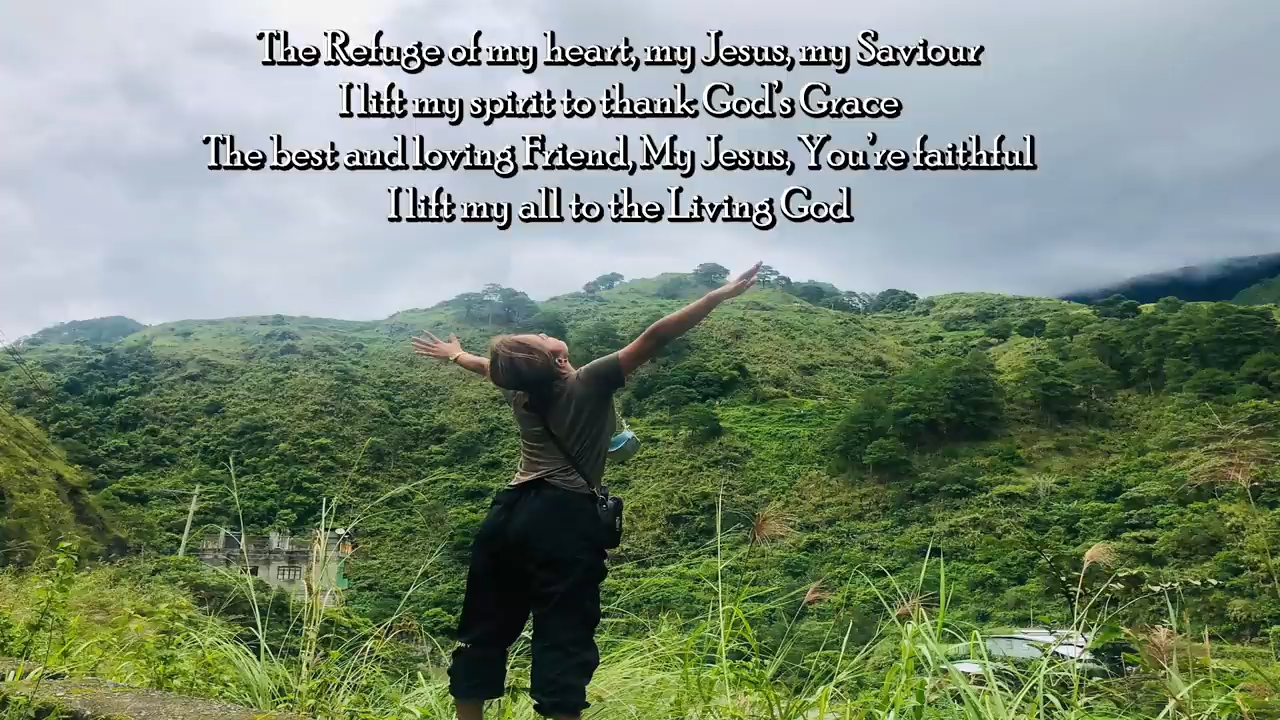 The Refuge of my heart, my Jesus, my Saviour
I lift my spirit to thank God's Grace
The best and loving Friend, My Jesus, You're faithful
I lift my all to the Living God